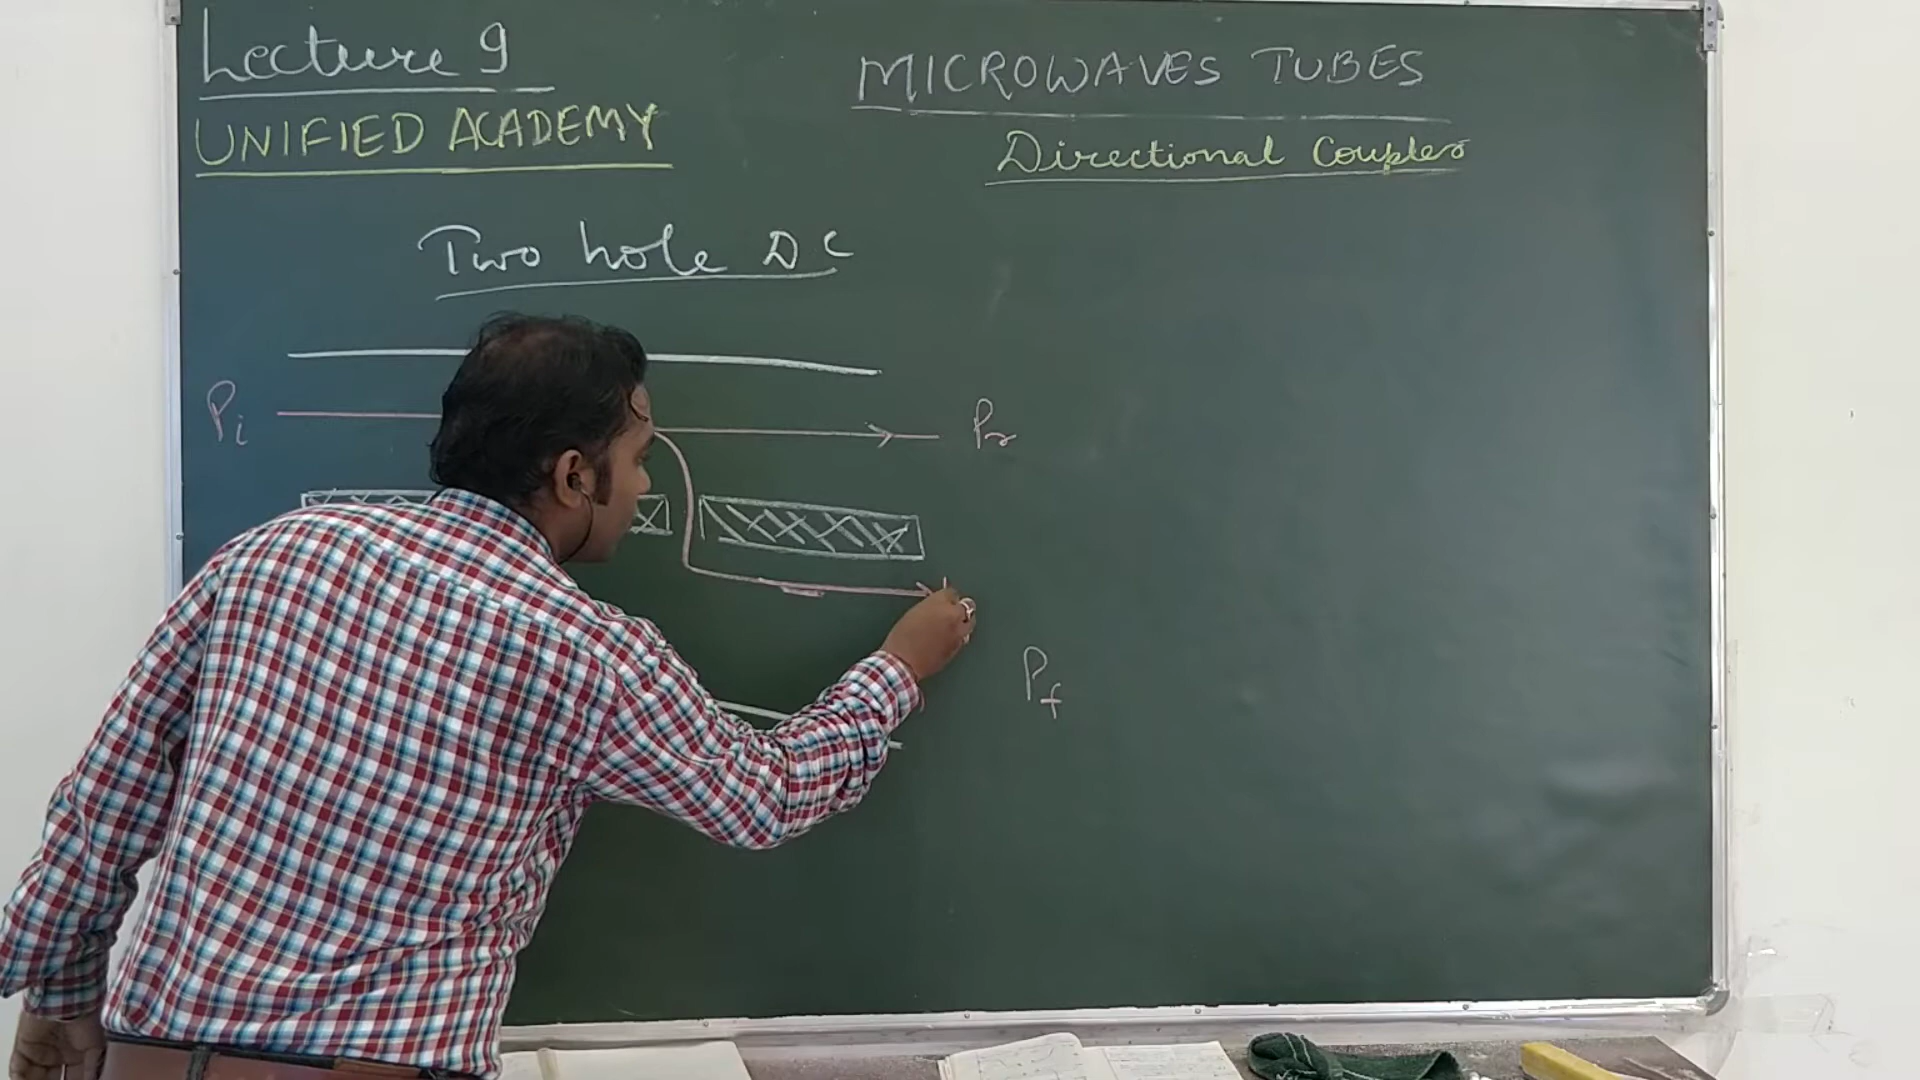 Lecture 9
MICROWAVES TUBES
UNIFIED ACADEMY
Directional Coupler
Two hole DC
Pi
Pr
Pf